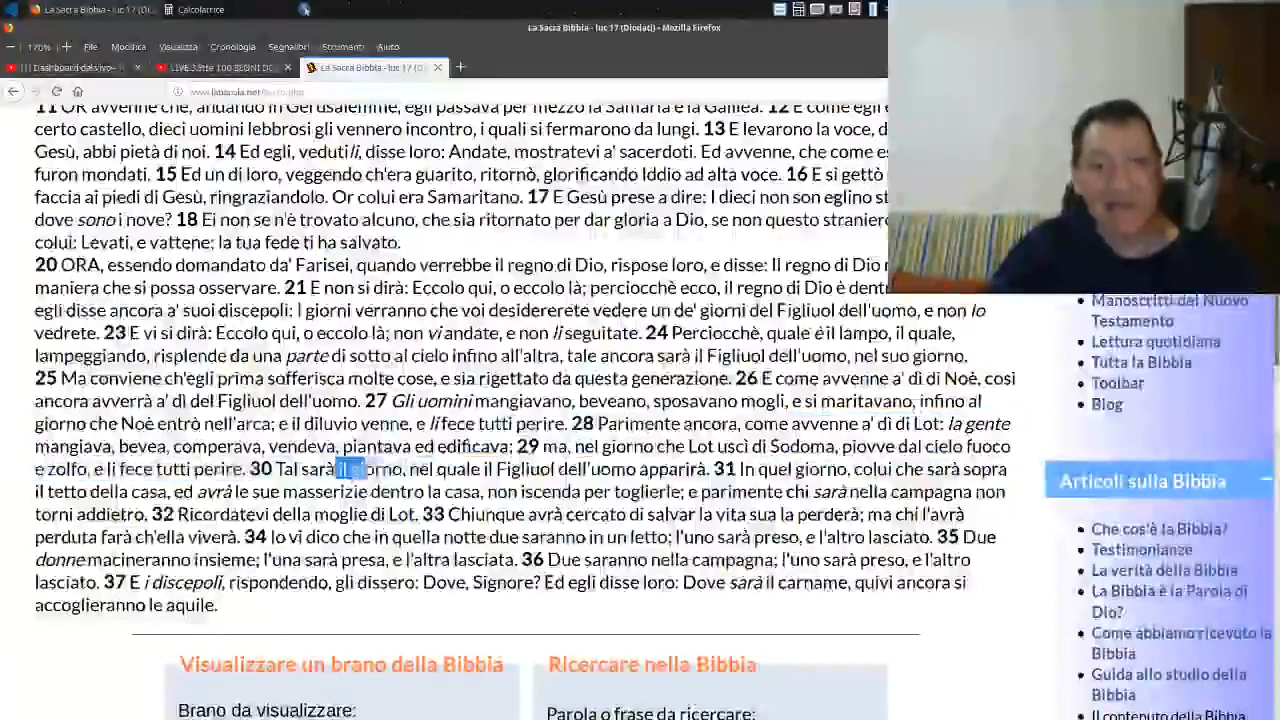 La Sacra Bibbia - luc 17 (Di
Calcolatrice
La Sacra Bibbia - luc 17 (Diodati) - Mozilla Firefox
170% File Modifica Visualizza Cronologia Segnalibri Strumenti Aiuto
Dashboard dal vivo - LIVE 3.Btte 100 SEGNI DC La Sacra Bibbia - luc 17 (D
www.laparola.net/testo.php
11 OR avvenne che, andando in Gerusalemme, egli passava per mezzo la Samaria e la Galilea. 12 E come egli e
certo castello, dieci uomini lebbrosi gli vennero incontro, i quali si fermarono da lungi. 13 E levarono la voce, d
Gesù, abbi pietà di noi. 14 Ed egli, vedutili, disse loro: Andate, mostratevi a' sacerdoti. Ed avvenne, che come es
furon mondati. 15 Ed un di loro, veggendo ch'era guarito, ritornò, glorificando Iddio ad alta voce. 16 E si gettò
faccia ai piedi di Gesù, ringraziandolo. Or colui era Samaritano. 17 E Gesù prese a dire: I dieci non son eglino st
dove sono i nove? 18 Ei non se n'è trovato alcuno, che sia ritornato per dar gloria a Dio, se non questo straniero
colui: Levati, e vattene; la tua fede ti ha salvato.
20 ORA, essendo domandato da' Farisei, quando verrebbe il regno di Dio, rispose loro, e disse: Il regno di Dio
maniera che si possa osservare. 21 E non si dirà: Eccolo qui, o eccolo là; perciocchè ecco, il regno di Dio è dent
egli disse ancora a' suoi discepoli: I giorni verranno che voi desidererete vedere un de' giorni del Figliuol dell'uomo, e non lo
vedrete. 23 E vi si dirà: Eccolo qui, o eccolo là; non vi andate, e non li seguitate. 24 Perciocchè, quale è il lampo, il quale,
lampeggiando, risplende da una parte di sotto al cielo infino all'altra, tale ancora sarà il Figliuol dell'uomo, nel suo giorno.
25 Ma conviene ch'egli prima sofferisca molte cose, e sia rigettato da questa generazione. 26 E come avvenne a' dì di Noè, così
ancora avverrà a' dì del Figliuol dell'uomo. 27 Gli uomini mangiavano, beveano, sposavano mogli, e si maritavano, infino al
giorno che Noè entrò nell'arca; e il diluvio venne, e li fece tutti perire. 28 Parimente ancora, come avvenne a' dì di Lot: la gente
mangiava, bevea, comperava, vendeva, piantava ed edificava; 29 ma, nel giorno che Lot uscì di Sodoma, piovve dal cielo fuoco
e zolfo, e li fece tutti perire. 30 Tal sarà il giorno, nel quale il Figliuol dell'uomo apparirà. 31 In quel giorno, colui che sarà sopra
il tetto della casa, ed avrà le sue masserizie dentro la casa, non iscenda per toglierle; e parimente chi sarà nella campagna non
torni addietro. 32 Ricordatevi della moglie di Lot. 33 Chiunque avrà cercato di salvar la vita sua la perderà; ma chi l'avrà
perduta farà ch'ella viverà. 34 Io vi dico che in quella notte due saranno in un letto; l'uno sarà preso, e l'altro lasciato. 35 Due
donne macineranno insieme; l'una sarà presa, e l'altra lasciata. 36 Due saranno nella campagna; l'uno sarà preso, e l'altro
lasciato. 37 E i discepoli, rispondendo, gli dissero: Dove, Signore? Ed egli disse loro: Dove sarà il carname, quivi ancora si
accoglieranno le aquile.
Manoscritti del Nuovo
Testamento
Lettura quotidiana
Tutta la Bibbia
Toolbar
Blog
Articoli sulla Bibbia
Che cos'è la Bibbia?
Testimonianze
La verità della Bibbia
La Bibbia è la Parola di
Dio?
Come abbiamo ricevuto la
Bibbia
Guida allo studio della
Bibbia
Il contenuto della Bibbia
Visualizzare un brano della Bibbia
Brano da visualizzare:
Ricercare nella Bibbia
Parola o frase da ricercare: